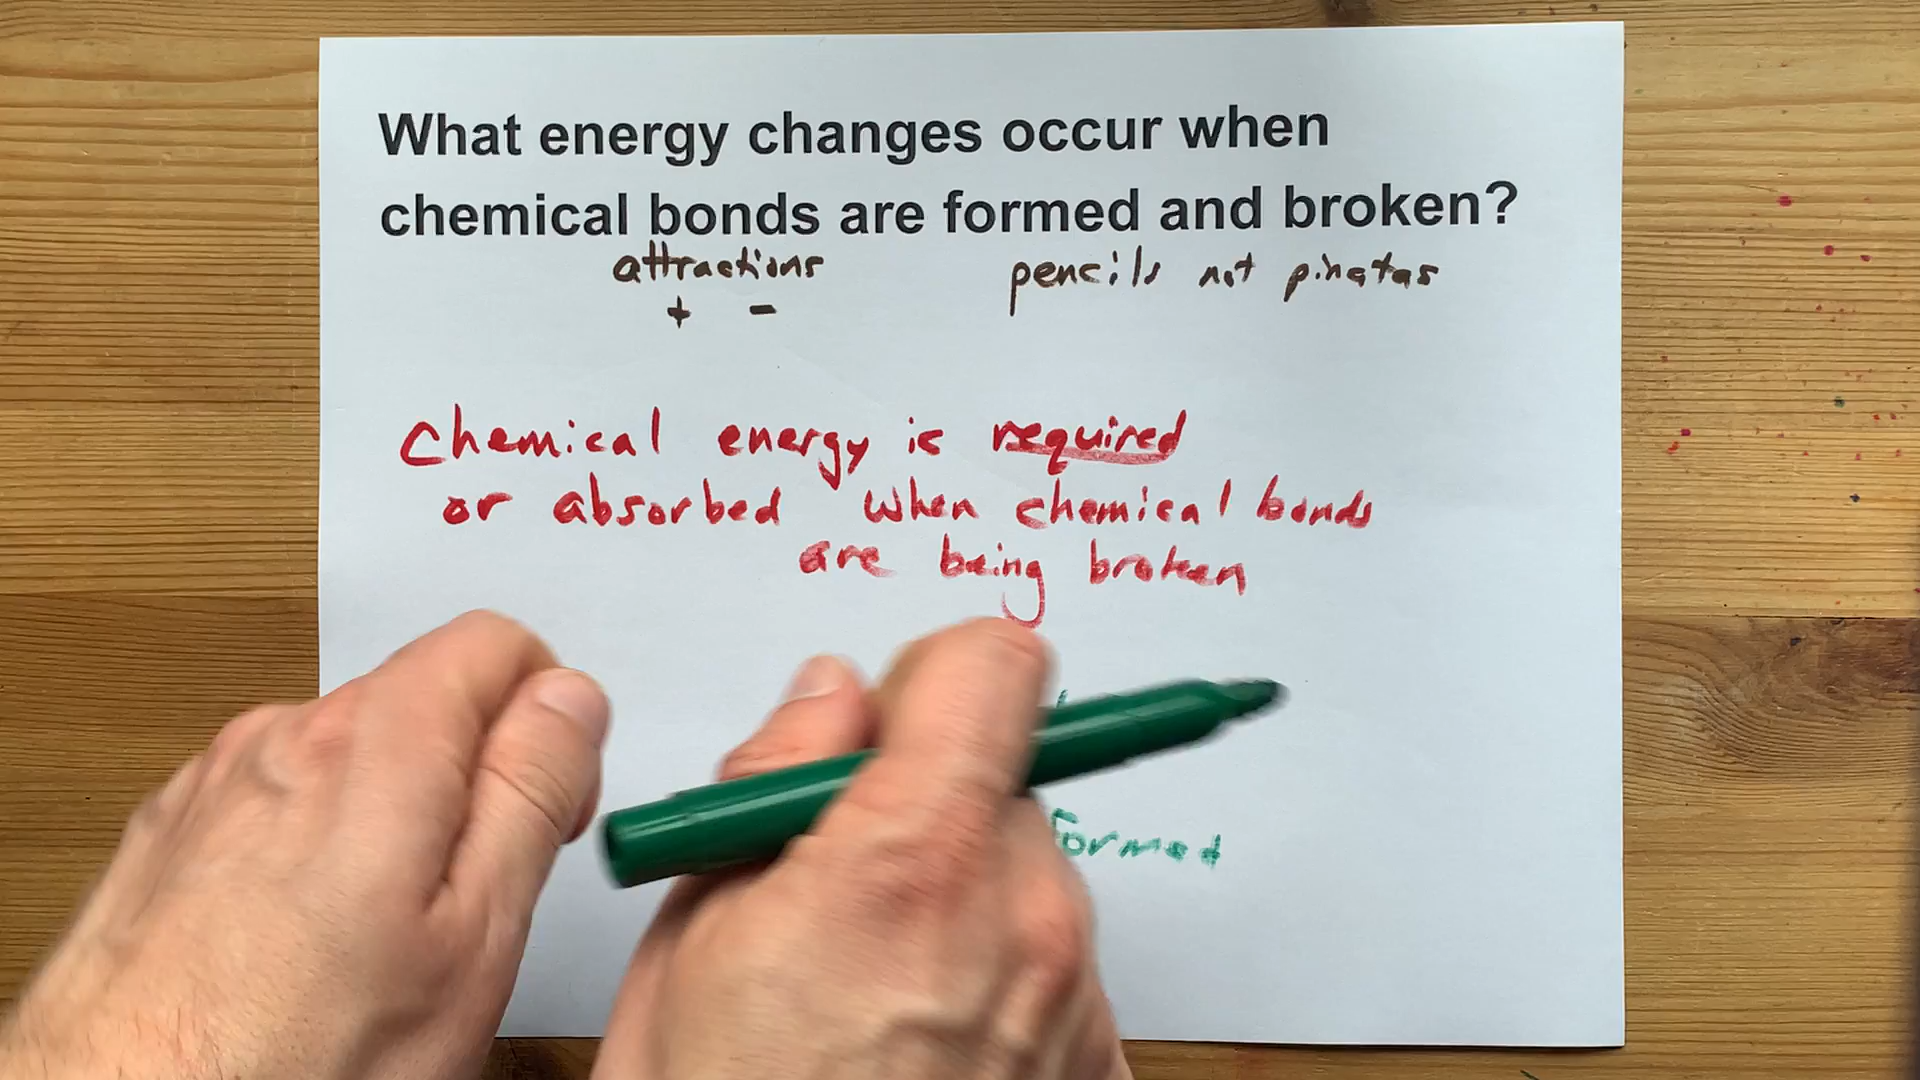 What energy changes occur when
chemical bonds are formed and broken?
attractions pencils not pinatas
+ -
Chemical energy is required
or absorbed when chemical bonds
are being broken
formed